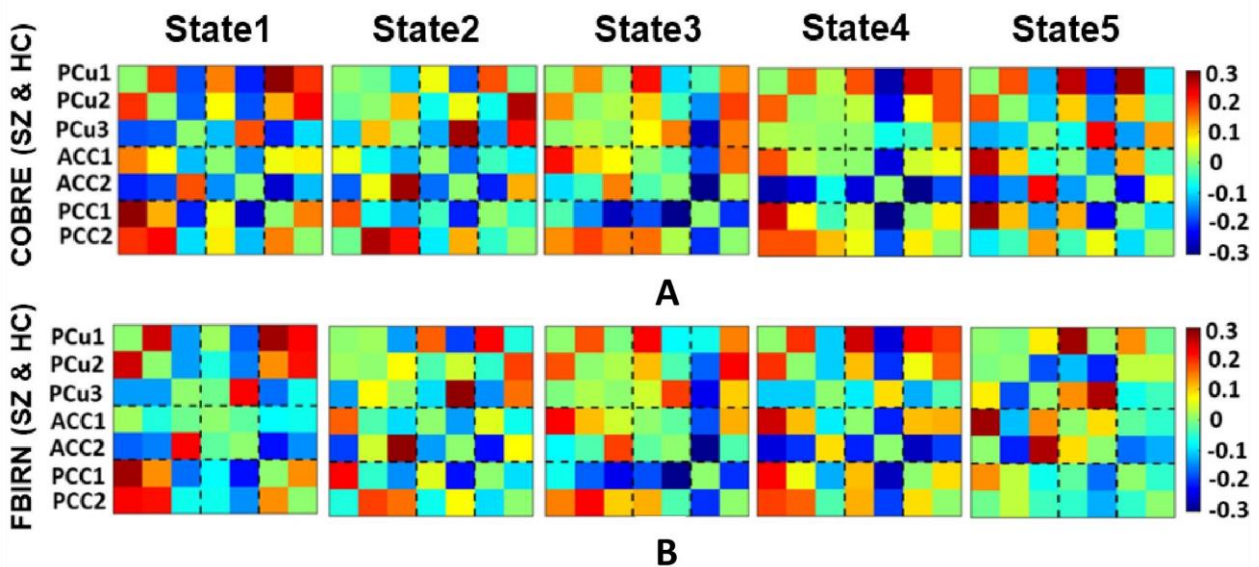 State1 State2 State3 State4 State5
COBRE (SZ & HC)
PCu1
PCu2
PCu3
ACC1
ACC2
PCC1
PCC2
0.3
0.2
0.1
0
-0.1
-0.2
-0.3
A
FBIRN (SZ & HC)
PCu1
PCu2
PCu3
ACC1
ACC2
PCC1
PCC2
0.3
0.2
0.1
0
-0.1
-0.2
-0.3
B